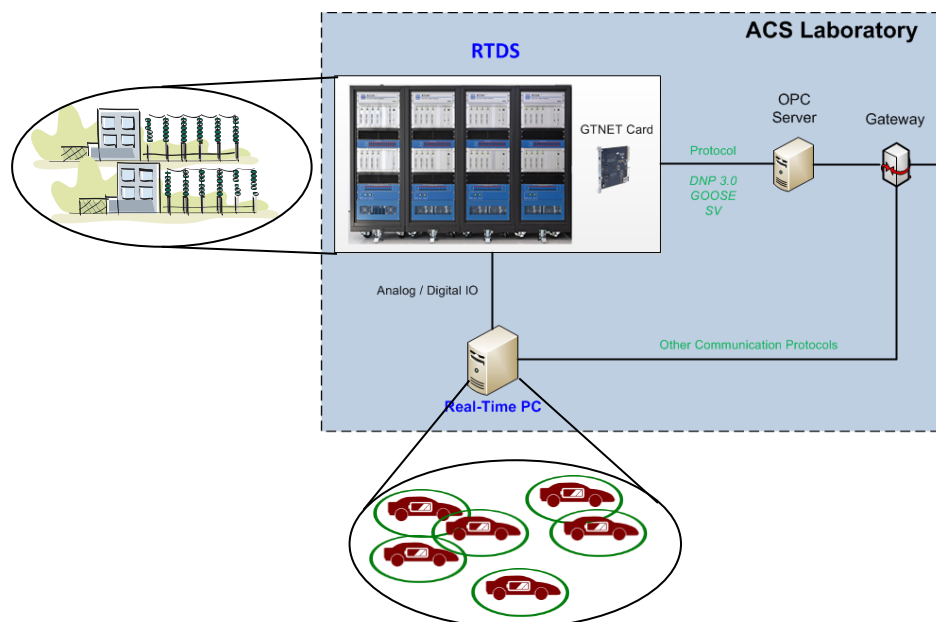 ACS Laboratory
RTDS
GTNET Card
OPC
Server
Gateway
Protocol
DNP 3.0
GOOSE
SV
Analog / Digital IO
Other Communication Protocols
Real-Time PC